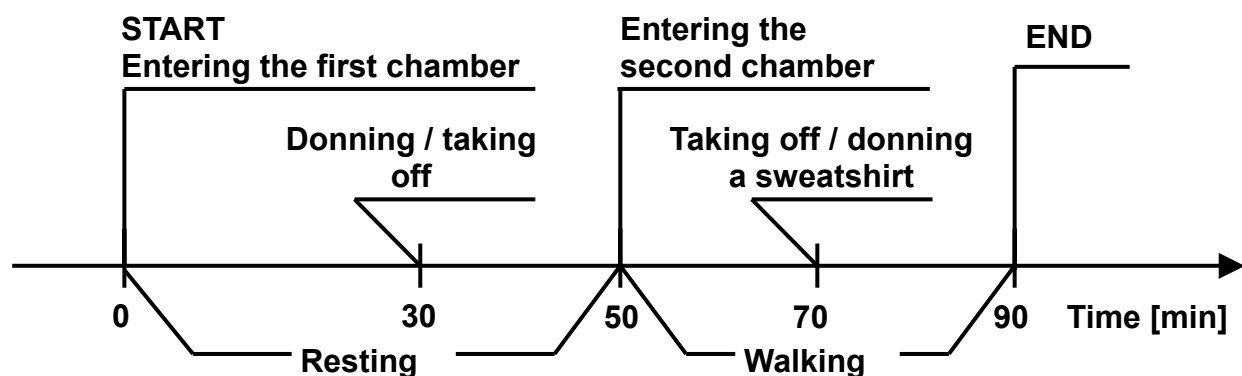 START
Entering the first chamber
Entering the
second chamber
END
Donning / taking
off
Taking off / donning
a sweatshirt
0
30
50
70
90
Time [min]
Resting
Walking